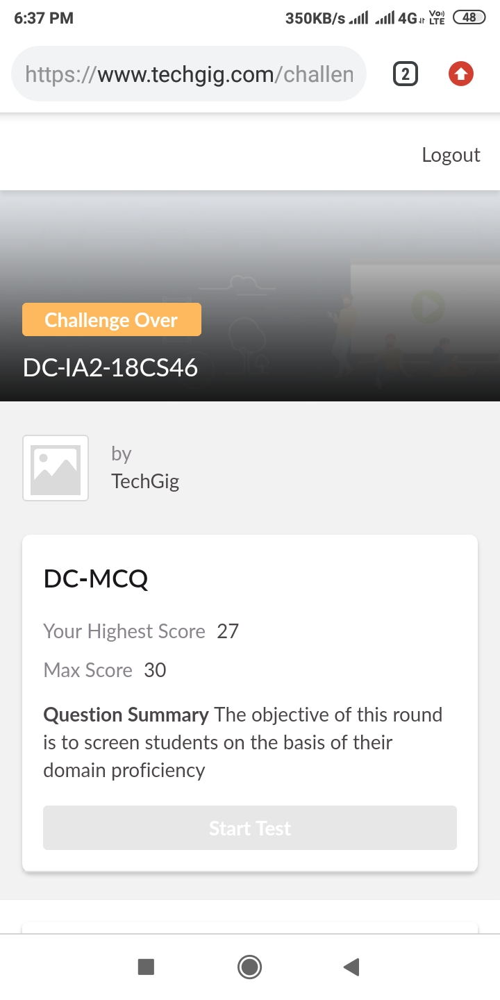 6:37 PM 350KB/s 4G Vo) LTE 48
https://www.techgig.com/challen 2
Logout
Challenge Over
DC-IA2-18CS46
by
TechGig
DC-MCQ
Your Highest Score 27
Max Score 30
Question Summary The objective of this round
is to screen students on the basis of their
domain proficiency
Start Test